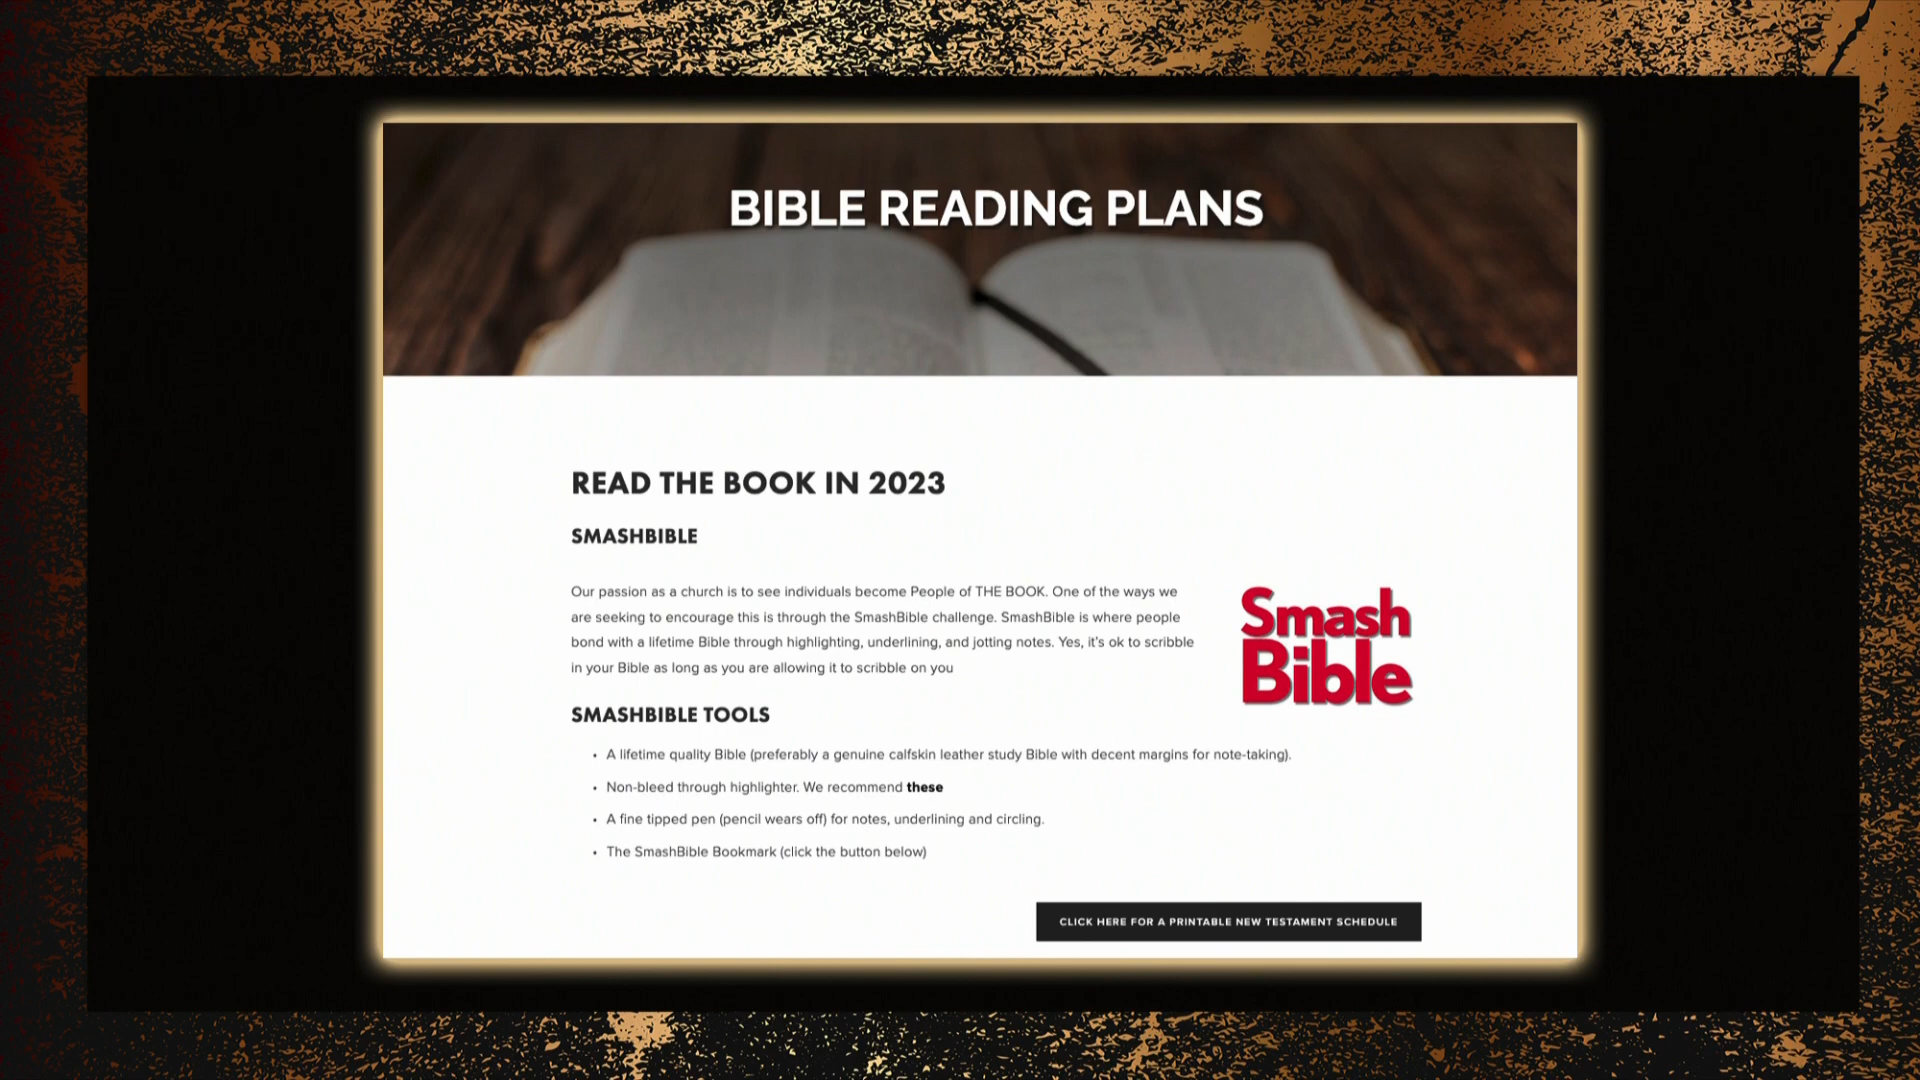 BIBLE READING PLANS
READ THE BOOK IN 2023
SMASHBIBLE
Our passion as a church is to see individuals become People of THE BOOK. One of the ways we
are seeking to encourage this is through the SmashBible challenge. SmashBible is where people
bond with a lifetime Bible through highlighting, underlining, and jotting notes. Yes, it's ok to scribble
in your Bible as long as you are allowing it to scribble on you
Smash
Bible
SMASHBIBLE TOOLS
• A lifetime quality Bible (preferably a genuine calfskin leather study Bible with decent margins for note-taking).
• Non-bleed through highlighter. We recommend these
• A fine tipped pen (pencil wears off) for notes, underlining and circling.
• The SmashBible Bookmark (click the button below)
CLICK HERE FOR A PRINTABLE NEW TESTAMENT SCHEDULE